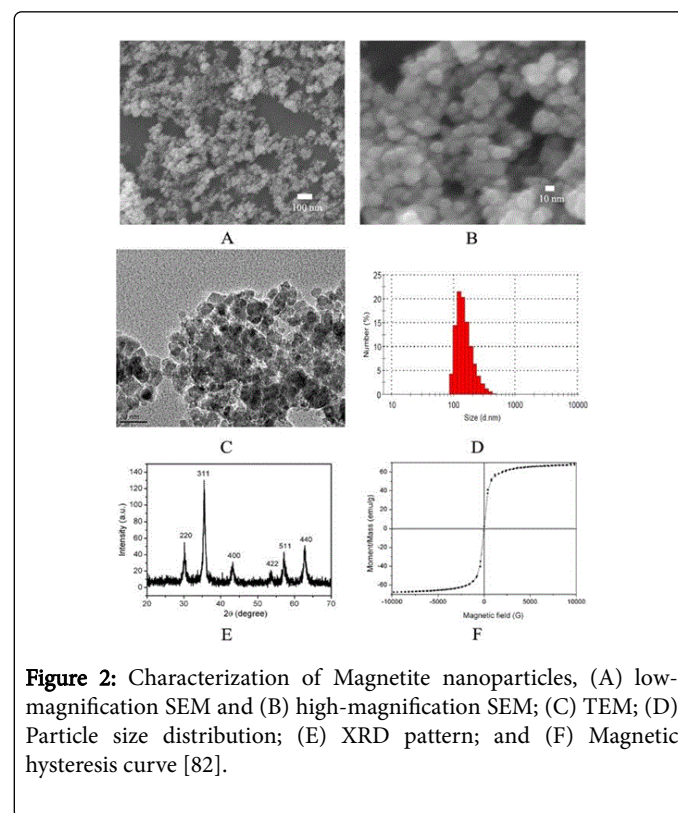 100 nm
10 nm
A
B
25
20
15
10
5
0
Number (%)
10
100
1000
10000
Size (d.nm)
C
D
140
120
100
80
60
40
20
0
Intensity (a.u.)
220
311
400
422
511
440
20
30
40
50
60
70
2θ (degree)
60
40
20
0
-20
-40
-60
Moment/Mass (emu/g)
-10000
-5000
0
5000
10000
Magnetic field (G)
E
F
Figure 2: Characterization of Magnetite nanoparticles, (A) low-
magnification SEM and (B) high-magnification SEM; (C) TEM; (D)
Particle size distribution; (E) XRD pattern; and (F) Magnetic
hysteresis curve [82].